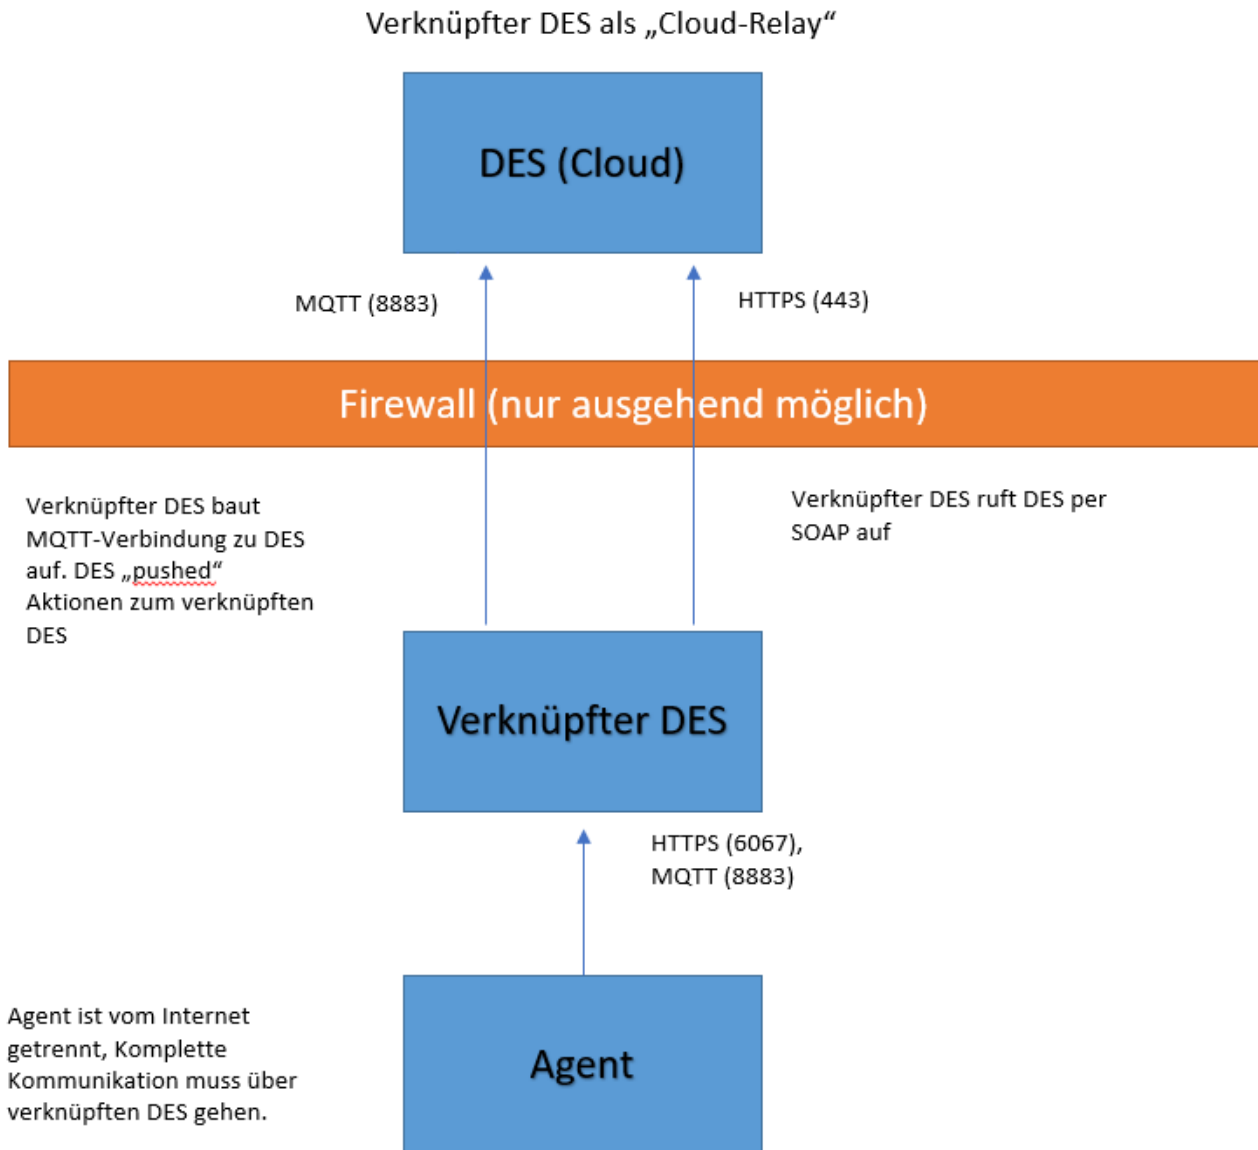 Verknüpfter DES als „Cloud-Relay“
DES (Cloud)
MQTT (8883)
HTTPS (443)
Firewall (nur ausgehend möglich)
Verknüpfter DES baut
MQTT-Verbindung zu DES
auf. DES „pushed“
Aktionen zum verknüpften
DES
Verknüpfter DES ruft DES per
SOAP auf
Verknüpfter DES
HTTPS (6067),
MQTT (8883)
Agent ist vom Internet
getrennt, Komplette
Kommunikation muss über
verknüpften DES gehen.
Agent